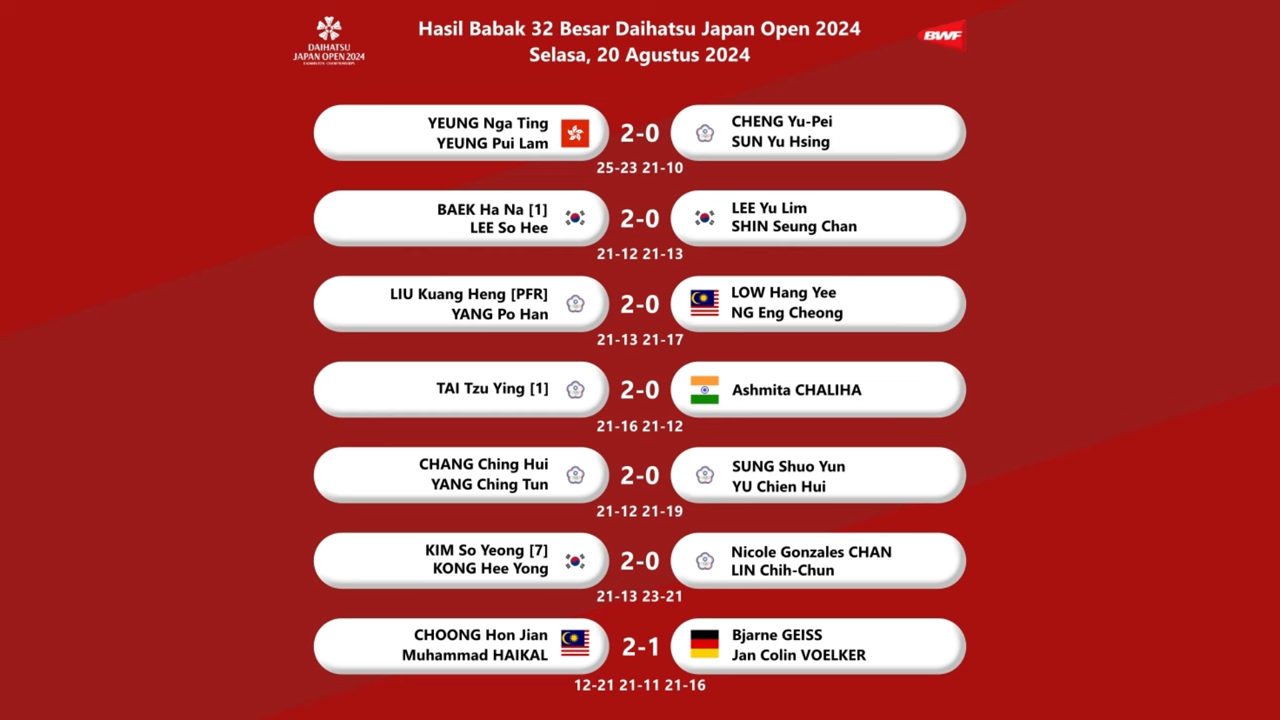 Hasil Babak 32 Besar Daihatsu Japan Open 2024
Selasa, 20 Agustus 2024
DAIHATSU
JAPAN OPEN 2024
BWF
YEUNG Nga Ting
YEUNG Pui Lam
2-0
CHENG Yu-Pei
SUN Yu Hsing
25-23 21-10
BAEK Ha Na [1]
LEE So Hee
2-0
LEE Yu Lim
SHIN Seung Chan
21-12 21-13
LIU Kuang Heng [PFR]
YANG Po Han
2-0
LOW Hang Yee
NG Eng Cheong
21-13 21-17
TAI Tzu Ying [1]
2-0
Ashmita CHALIHA
21-16 21-12
CHANG Ching Hui
YANG Ching Tun
2-0
SUNG Shuo Yun
YU Chien Hui
21-12 21-19
KIM So Yeong [7]
KONG Hee Yong
2-0
Nicole Gonzales CHAN
LIN Chih-Chun
21-13 23-21
CHOONG Hon Jian
Muhammad HAIKAL
2-1
Bjarne GEISS
Jan Colin VOELKER
12-21 21-11 21-16